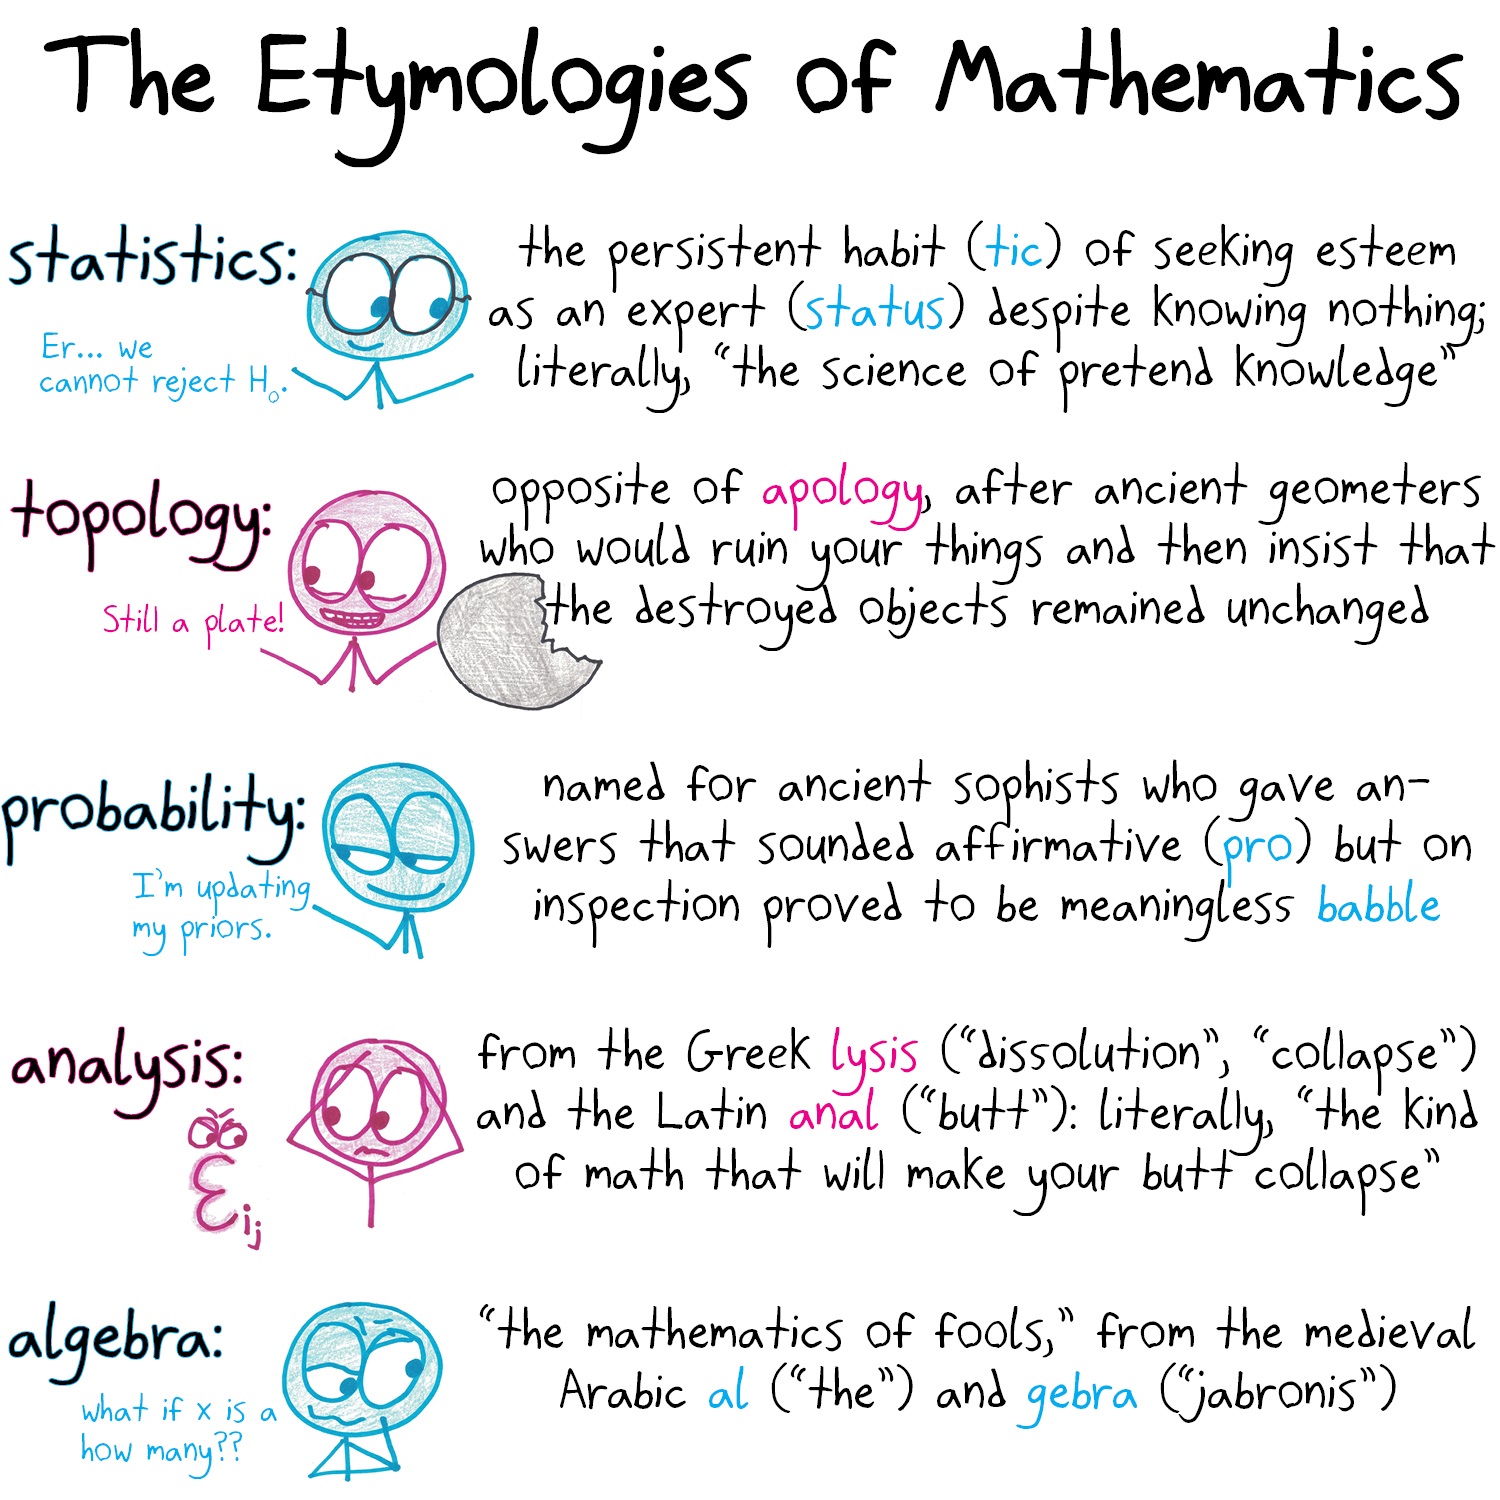 The Etymologies of Mathematics
statistics:
Er... we
cannot reject H₀.
the persistent habit (tic) of seeking esteem
as an expert (status) despite knowing nothing;
literally, “the science of pretend knowledge”
topology:
Still a plate!
opposite of apology, after ancient geometers
who would ruin your things and then insist that
the destroyed objects remained unchanged
probability:
I'm updating
my priors.
named for ancient sophists who gave an-
swers that sounded affirmative (pro) but on
inspection proved to be meaningless babble
analysis:
εij
from the Greek lysis (“dissolution”, “collapse”)
and the Latin anal (“butt”): literally, “the kind
of math that will make your butt collapse”
algebra:
what if x is a
how many??
“the mathematics of fools,” from the medieval
Arabic al (“the”) and gebra (“jabronis”)